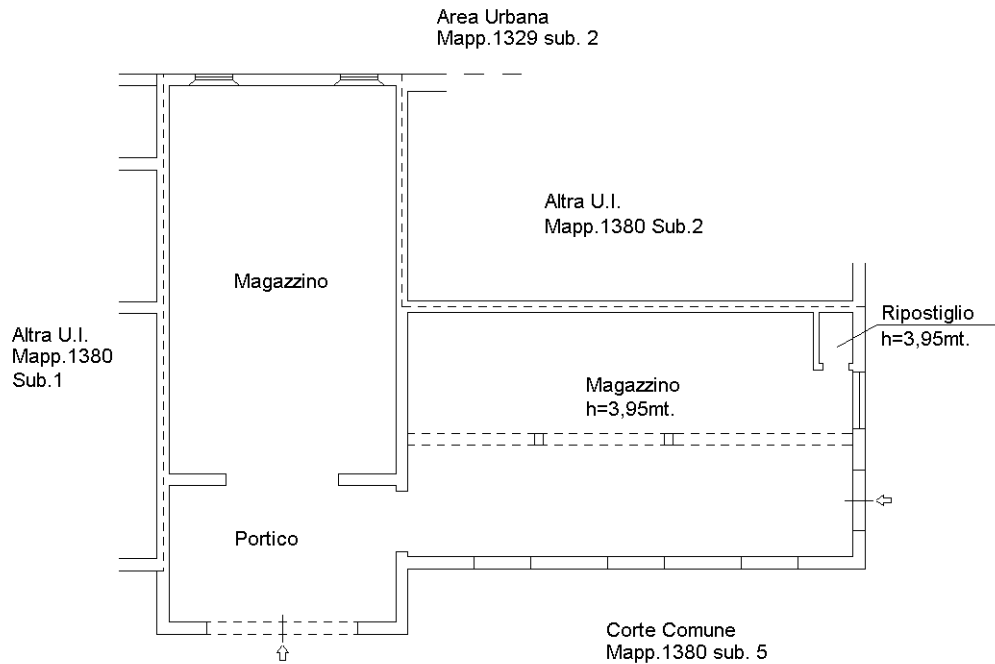 Area Urbana
Mapp.1329 sub. 2
Altra U.I.
Mapp.1380 Sub.2
Magazzino
Ripostiglio
h=3,95mt.
Altra U.I.
Mapp.1380
Sub.1
Magazzino
h=3,95mt.
Portico
Corte Comune
Mapp.1380 sub. 5